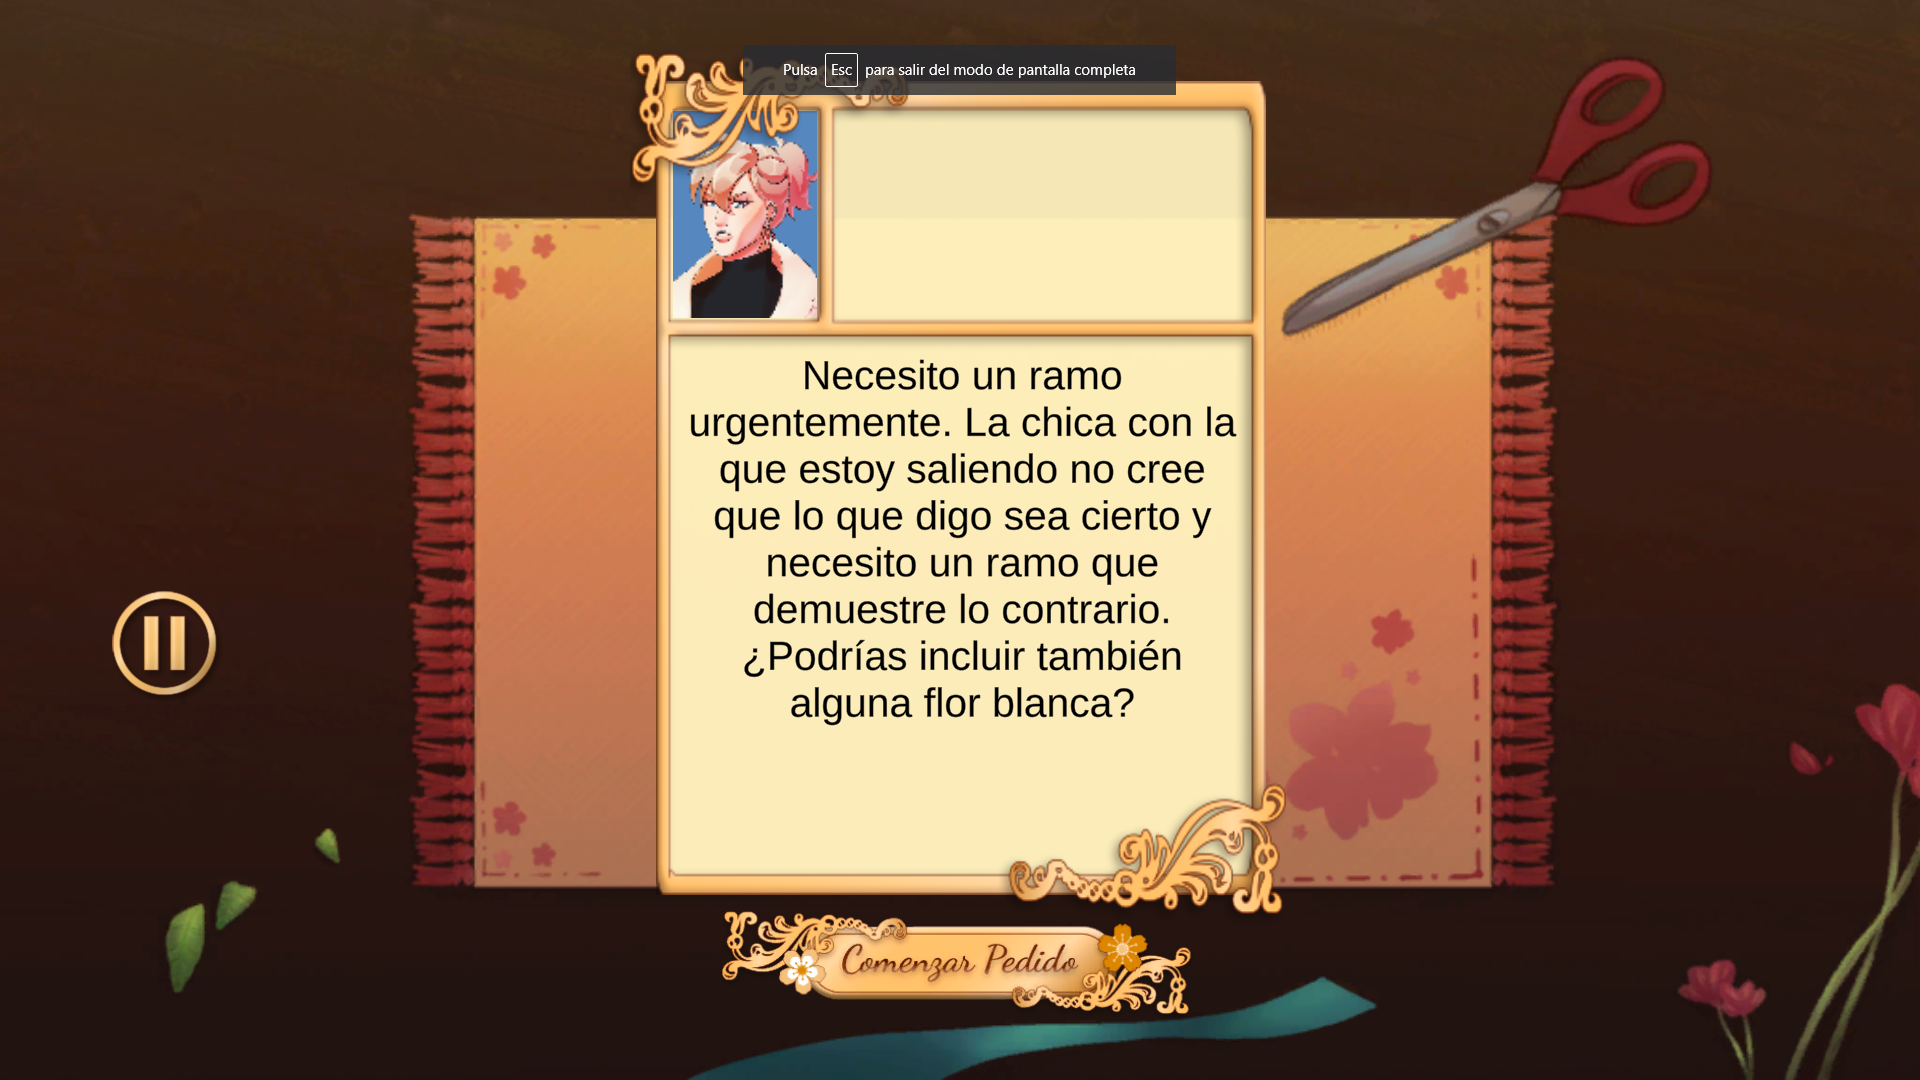 Pulsa Esc para salir del modo de pantalla completa
Necesito un ramo
urgentemente. La chica con la
que estoy saliendo no cree
que lo que digo sea cierto y
necesito un ramo que
demuestre lo contrario.
¿Podrías incluir también
alguna flor blanca?
Comenzar Pedido